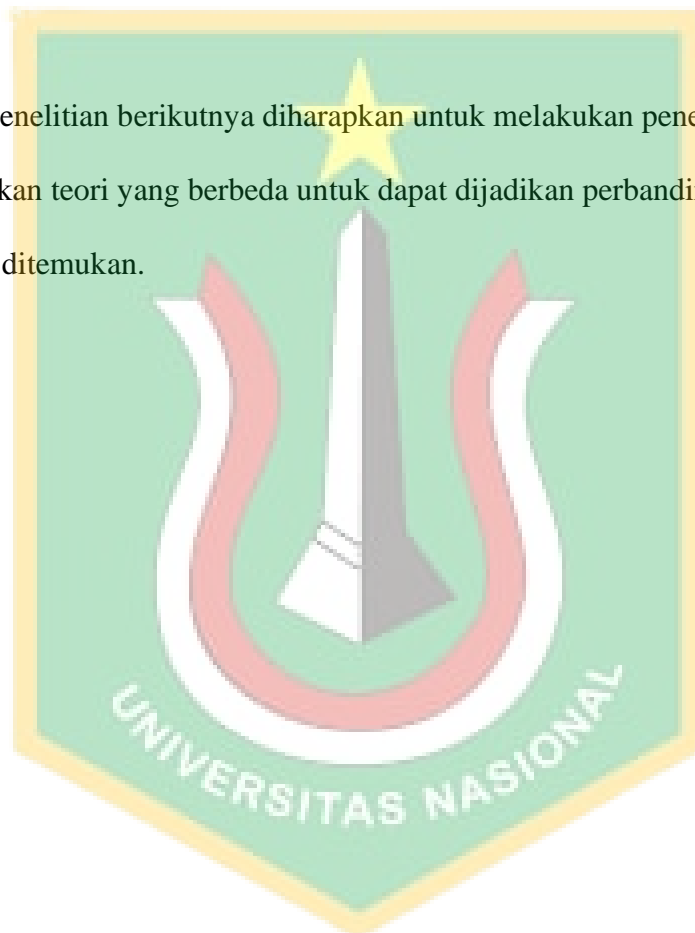 enelitian berikutnya diharapkan untuk melakukan pene
kan teori yang berbeda untuk dapat dijadikan perbandi
ditemukan.
UNIVERSITAS NASIONAL